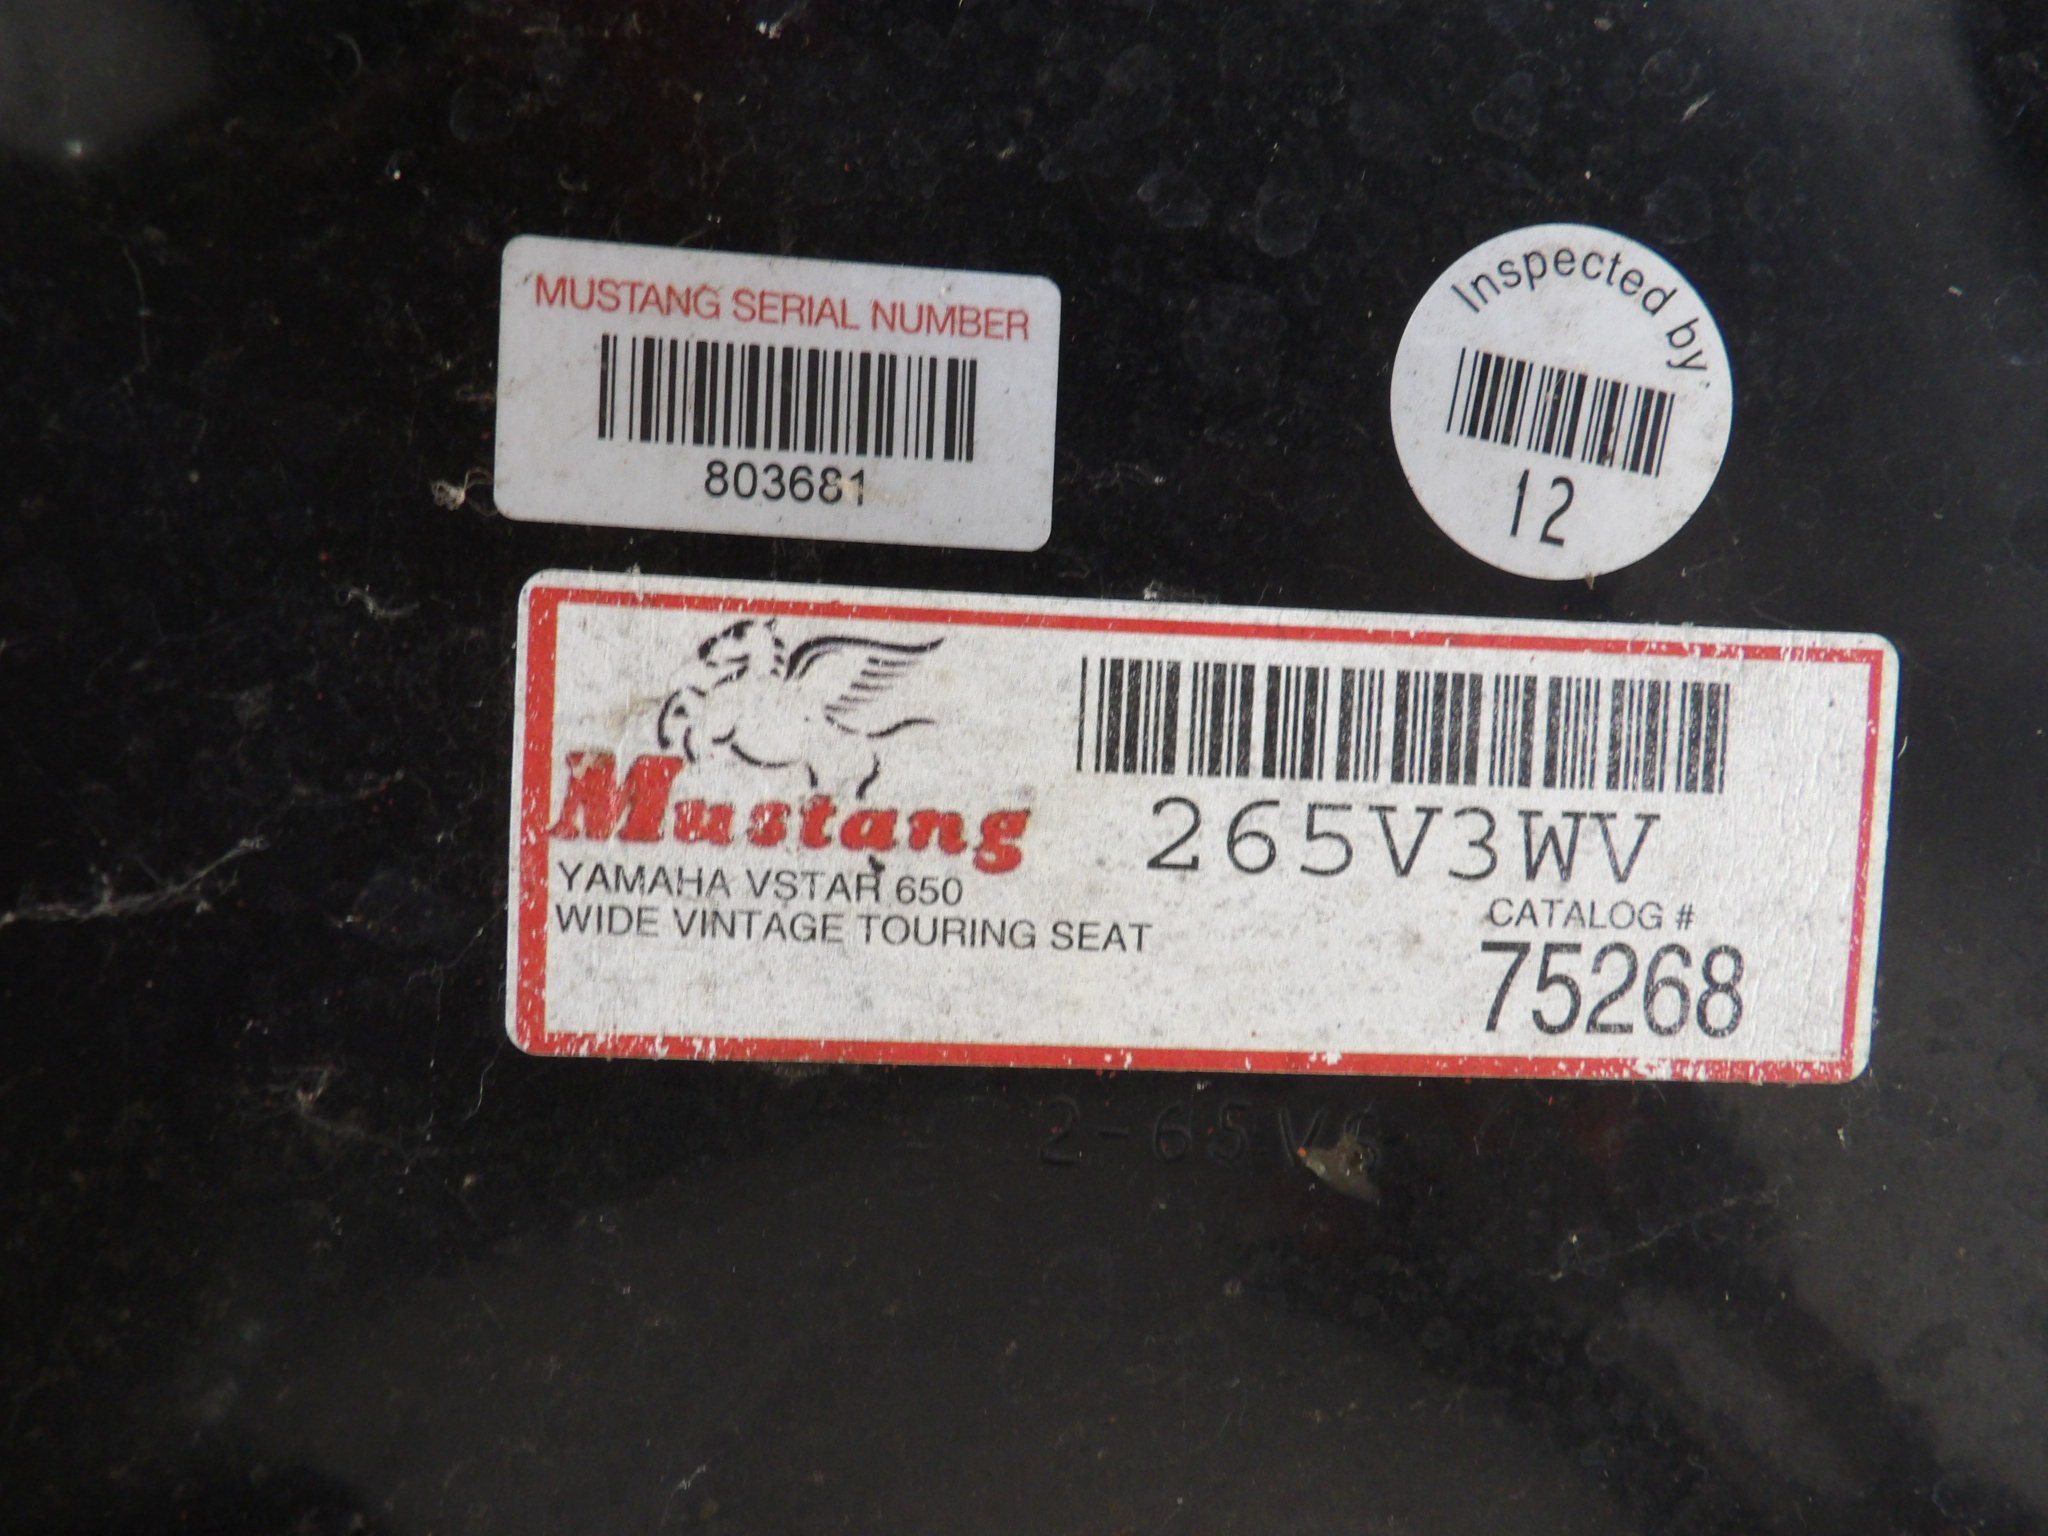 MUSTANG SERIAL NUMBER
803681
Inspected by:
12
Mustang
YAMAHA VSTAR 650
WIDE VINTAGE TOURING SEAT
265V3WV
CATALOG #
75268